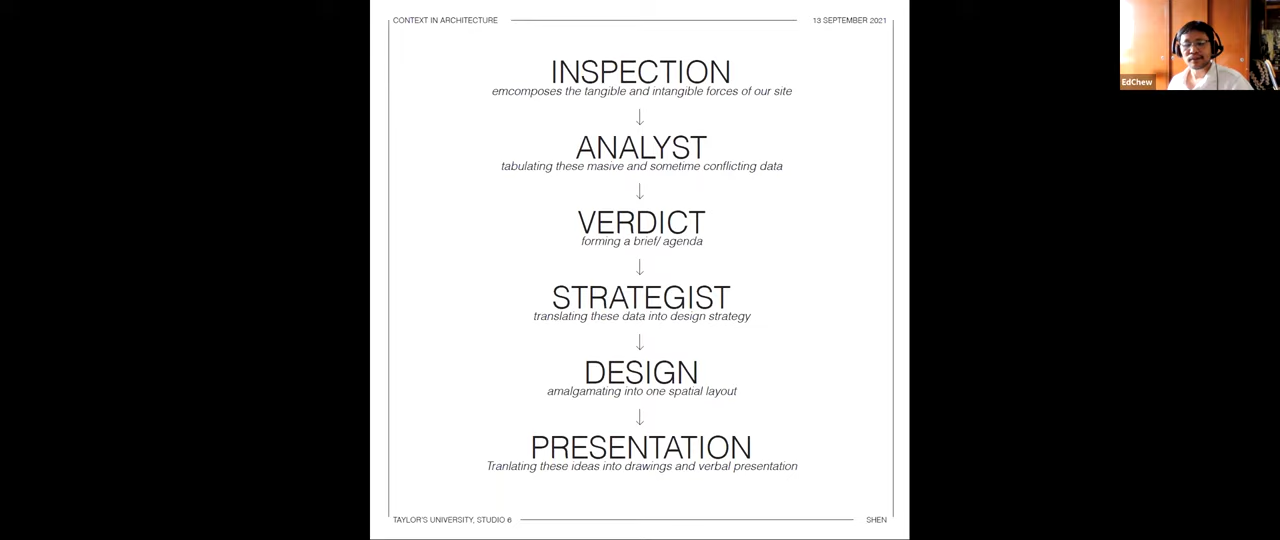 CONTEXT IN ARCHITECTURE
13 SEPTEMBER 2021
EdChew
INSPECTION
emcomposes the tangible and intangible forces of our site
ANALYST
tabulating these masive and sometime conflicting data
VERDICT
forming a brief/ agenda
STRATEGIST
translating these data into design strategy
DESIGN
amalgamating into one spatial layout
PRESENTATION
Tranlating these ideas into drawings and verbal presentation
TAYLOR'S UNIVERSITY, STUDIO 6
SHEN